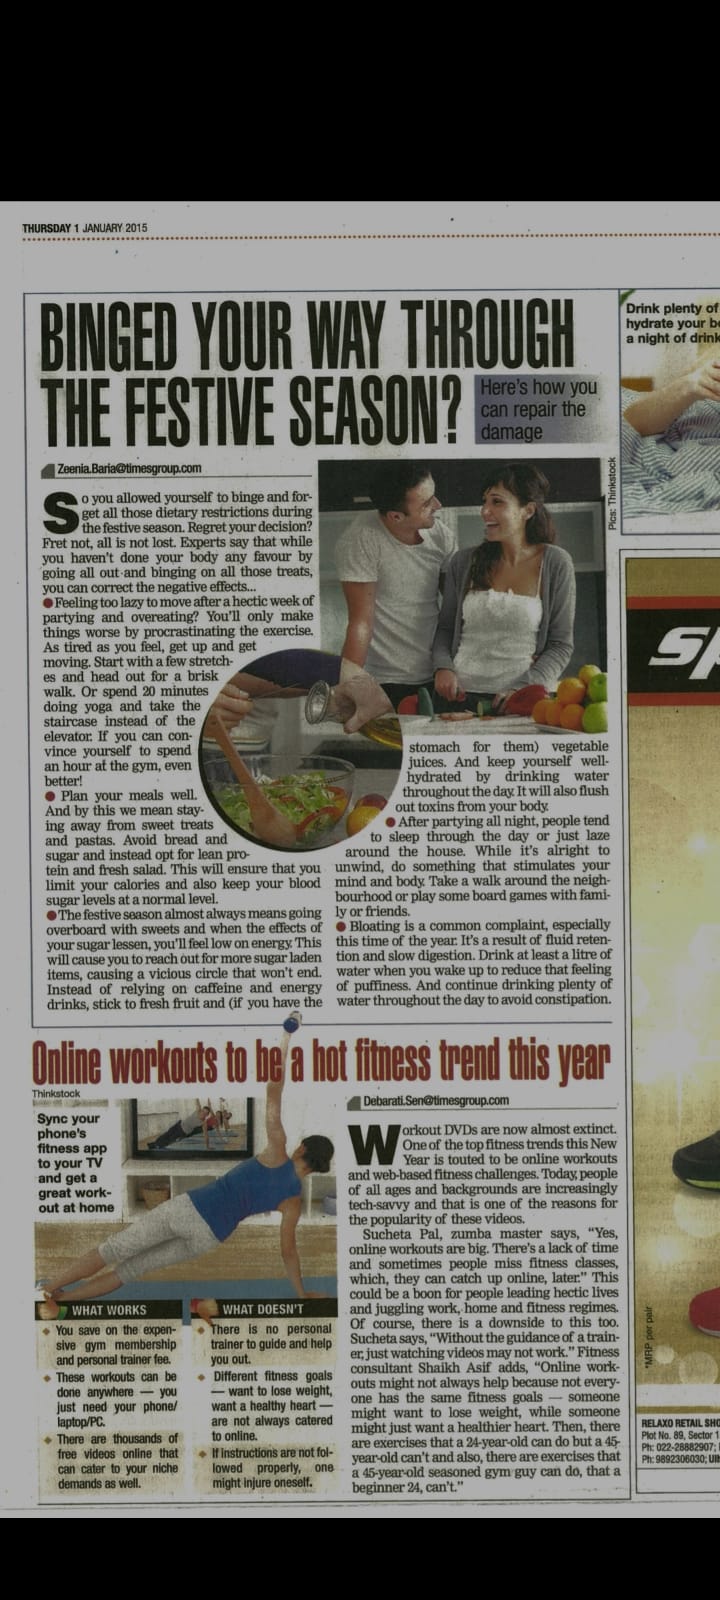 THURSDAY 1 JANUARY 2015
BINGED YOUR WAY THROUGH
THE FESTIVE SEASON?
Here's how you
can repair the
damage
Zeenia.Baria@timesgroup.com
So you allowed yourself to binge and for-
get all those dietary restrictions during
the festive season. Regret your decision?
Fret not, all is not lost. Experts say that while
you haven't done your body any favour by
going all out and binging on all those treats,
you can correct the negative effects...
● Feeling too lazy to move after a hectic week of
partying and overeating? You'll only make
things worse by procrastinating the exercise.
As tired as you feel, get up and get
moving. Start with a few stretch-
es and head out for a brisk
walk. Or spend 20 minutes
doing yoga and take the
staircase instead of the
elevator. If you can con-
vince yourself to spend
an hour at the gym, even
better!
● Plan your meals well.
And by this we mean stay-
ing away from sweet treats
and pastas. Avoid bread and
sugar and instead opt for lean pro-
tein and fresh salad. This will ensure that you
limit your calories and also keep your blood
sugar levels at a normal level.
● The festive season almost always means going
overboard with sweets and when the effects of
your sugar lessen, you'll feel low on energy. This
will cause you to reach out for more sugar laden
items, causing a vicious circle that won't end.
Instead of relying on caffeine and energy
drinks, stick to fresh fruit and (if you have the
Pics: Thinkstock
stomach for them) vegetable
juices. And keep yourself well-
hydrated by drinking water
throughout the day. It will also flush
out toxins from your body.
● After partying all night, people tend
to sleep through the day or just laze
around the house. While it's alright to
unwind, do something that stimulates your
mind and body. Take a walk around the neigh-
bourhood or play some board games with fami-
ly or friends.
● Bloating is a common complaint, especially
this time of the year. It's a result of fluid reten-
tion and slow digestion. Drink at least a litre of
water when you wake up to reduce that feeling
of puffiness. And continue drinking plenty of
water throughout the day to avoid constipation.
Drink plenty of
hydrate your
a night of
Online workouts to be a hot fitness trend this year
Thinkstock
Sync your
phone's
fitness app
to your TV
and get a
great work-
out at home
WHAT WORKS
You save on the expen-
sive gym membership
and personal trainer fee.
These workouts can be
done anywhere — you
just need your phone/
laptop/PC.
There are thousands of
free videos online that
can cater to your niche
demands as well.
WHAT DOESN'T
There is no personal
trainer to guide and help
you out.
Different fitness goals
— want to lose weight,
want a healthy heart —
are not always catered
to online.
If instructions are not fol-
lowed properly, one
might injure oneself.
Debarati.Sen@timesgroup.com
Workout DVDs are now almost extinct.
One of the top fitness trends this New
Year is touted to be online workouts
and web-based fitness challenges. Today, people
of all ages and backgrounds are increasingly
tech-savvy and that is one of the reasons for
the popularity of these videos.
Sucheta Pal, zumba master says, "Yes,
online workouts are big. There's a lack of time
and sometimes people miss fitness classes,
which, they can catch up online, later." This
could be a boon for people leading hectic lives
and juggling work, home and fitness regimes.
Of course, there is a downside to this too.
Sucheta says, "Without the guidance of a train-
er, just watching videos may not work." Fitness
consultant Shaikh Asif adds, "Online work-
outs might not always help because not every-
one has the same fitness goals — someone
might want to lose weight, while someone
might just want a healthier heart. Then, there
are exercises that a 24-year-old can do but a 45-
year-old can't and also, there are exercises that
a 45-year-old seasoned gym guy can do, that a
beginner 24, can't."
*MRP per pair
RELAXO RETAIL
Plot No. 89, Sector 1
Ph: 022-28882907;
Ph: 9892306030;